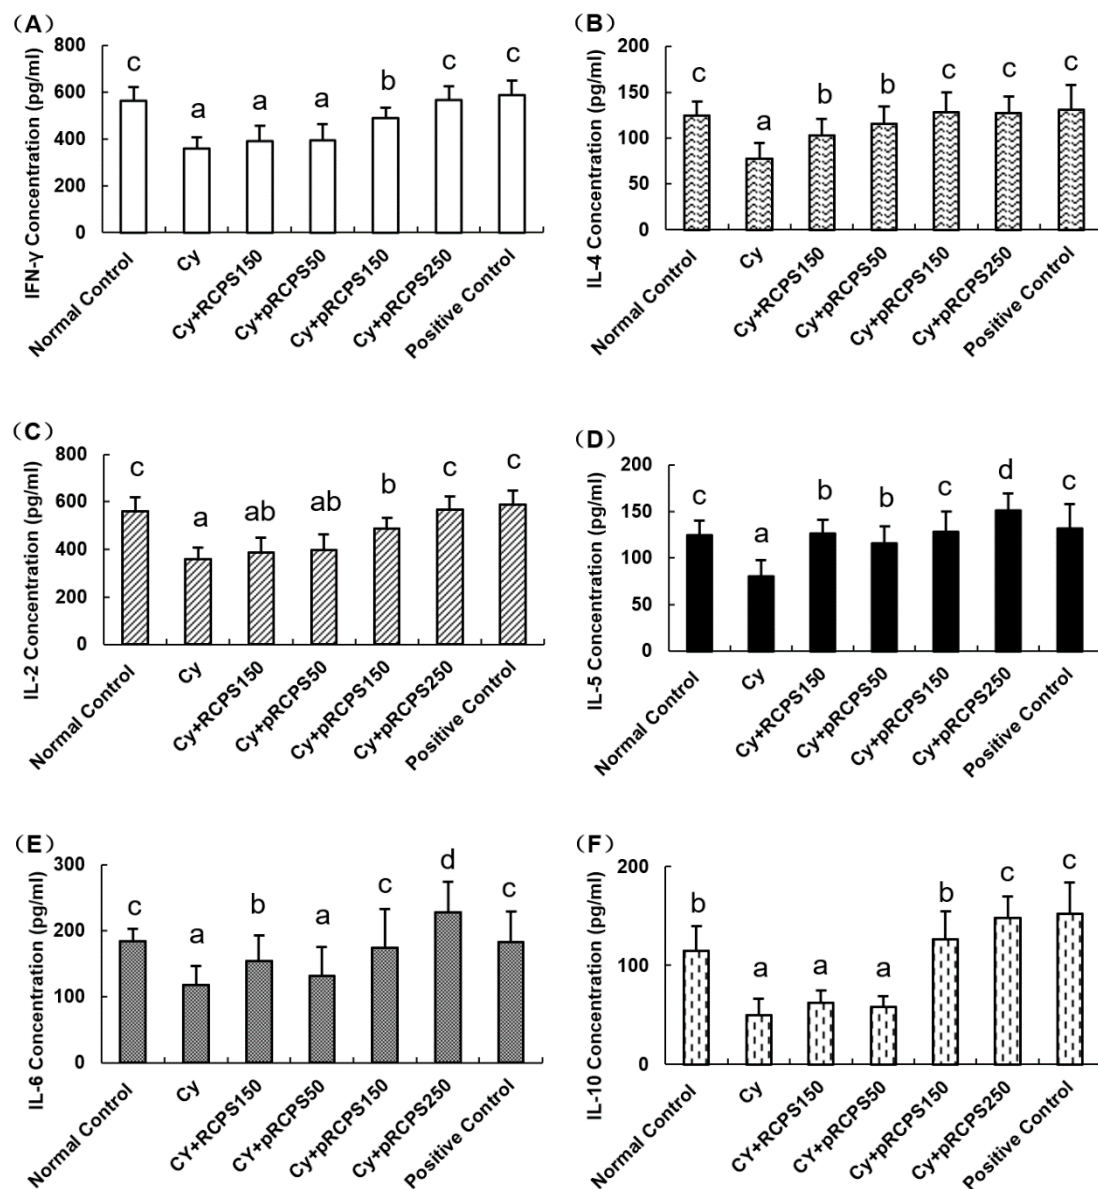 （A）
IFN-γ Concentration (pg/ml)
800
600
400
200
0
c
a
a
a
b
c
c
Normal Control
Cy
Cy+RCPS150
Cy+pRCPS50
Cy+pRCPS150
Cy+pRCPS250
Positive Control
（B）
IL-4 Concentration (pg/ml)
200
150
100
50
0
c
a
b
b
c
c
c
Normal Control
Cy
Cy+RCPS150
Cy+pRCPS50
Cy+pRCPS150
Cy+pRCPS250
Positive Control
（C）
IL-2 Concentration (pg/ml)
800
600
400
200
0
c
a
ab
ab
b
c
c
Normal Control
Cy
Cy+RCPS150
Cy+pRCPS50
Cy+pRCPS150
Cy+pRCPS250
Positive Control
（D）
IL-5 Concentration (pg/ml)
200
150
100
50
0
c
a
b
b
c
d
c
Normal Control
Cy
Cy+RCPS150
Cy+pRCPS50
Cy+pRCPS150
Cy+pRCPS250
Positive Control
（E）
IL-6 Concentration (pg/ml)
300
200
100
0
c
a
b
a
c
d
c
Normal Control
Cy
CY+RCPS150
CY+pRCPS50
Cy+pRCPS150
Cy+pRCPS250
Positive Control
（F）
IL-10 Concentration (pg/ml)
200
100
0
b
a
a
a
b
c
c
Normal Control
Cy
CY+RCPS150
CY+pRCPS50
Cy+pRCPS150
Cy+pRCPS250
Positive Control